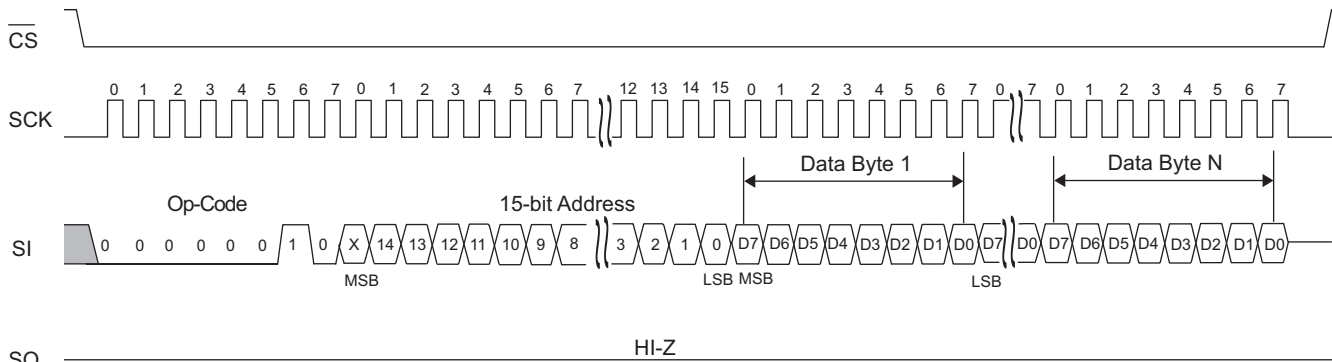 CS
0 1 2 3 4 5 6 7 0 1 2 3 4 5 6 7 12 13 14 15 0 1 2 3 4 5 6 7 0 7 0 1 2 3 4 5 6 7
SCK
Data Byte 1 Data Byte N
Op-Code 15-bit Address
SI 0 0 0 0 0 0 1 0 X 14 13 12 11 10 9 8 3 2 1 0 D7 D6 D5 D4 D3 D2 D1 D0 D7 D0 D7 D6 D5 D4 D3 D2 D1 D0
MSB LSB MSB LSB
HI-Z
SO